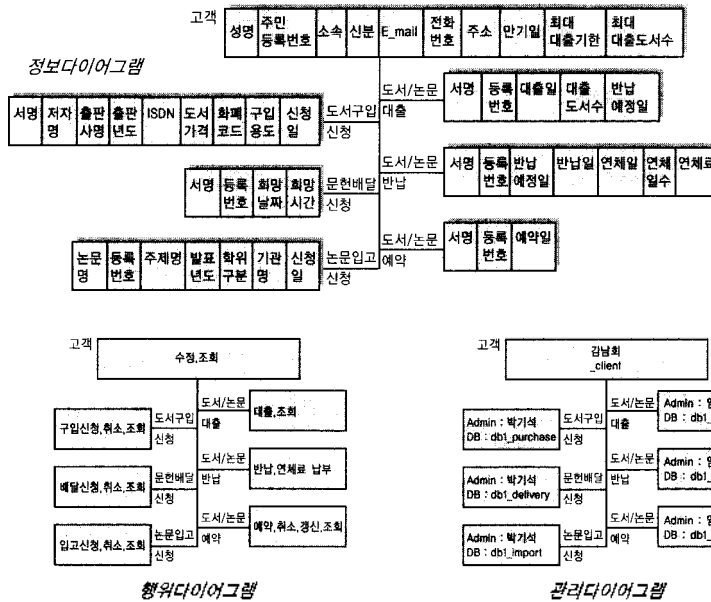 고객
성명 주민 등록번호 소속 신분 E_mail 전화 번호 주소 만기일 최대 대출기한 최대 대출도서수
정보다이어그램
서명 저자명 출판사명 출판년도 ISDN 도서가격 화폐코드 구입용도 신청일
도서구입
신청
도서/논문
대출
서명 등록번호 대출일 대출 도서수 반납 예정일
서명 등록번호 희망날짜 희망시간
문헌배달
신청
도서/논문
반납
서명 등록번호 반납 예정일 반납일 연체일 연체일수 연체료
논문명 등록번호 주제명 발표년도 학위구분 기관명 신청일
논문입고
신청
도서/논문
예약
서명 등록번호 예약일
고객
수정,조회
구입신청,취소,조회
도서구입
신청
도서/논문
대출
대출,조회
배달신청,취소,조회
문헌배달
신청
도서/논문
반납
반납,연체료 납부
입고신청,취소,조회
논문입고
신청
도서/논문
예약
예약,취소,갱신,조회
행위다이어그램
고객
김남희
_client
Admin : 박기석
DB : db1_purchase
도서구입
신청
도서/논문
대출
Admin :
DB : db1_
Admin : 박기석
DB : db1_delivery
문헌배달
신청
도서/논문
반납
Admin :
DB : db1_
Admin : 박기석
DB : db1_import
논문입고
신청
도서/논문
예약
Admin :
DB : db1_
관리다이어그램